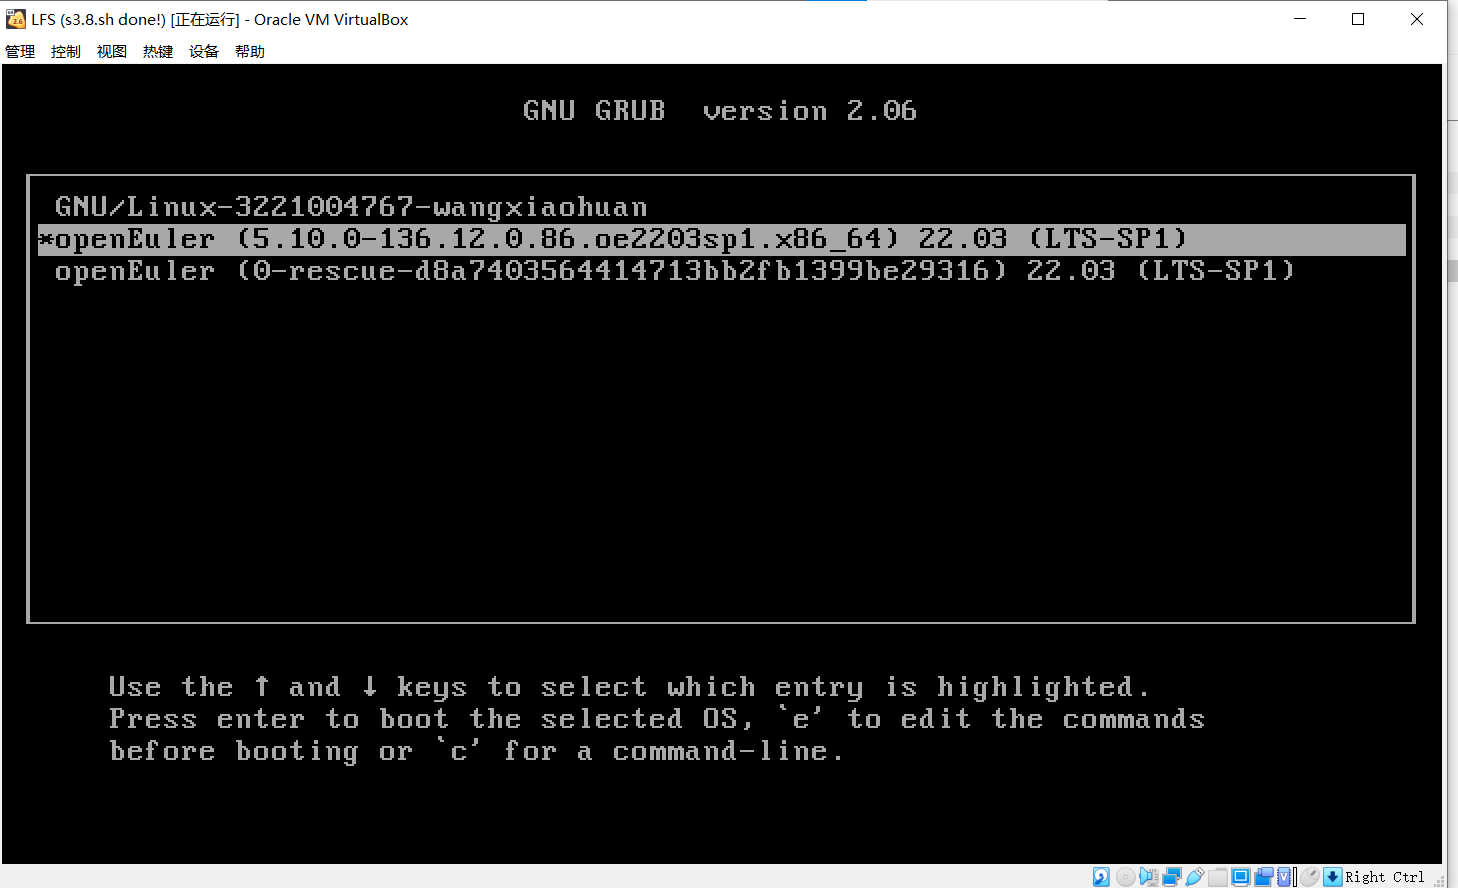 LFS (s3.8.sh done!) [正在运行] - Oracle VM VirtualBox
管理 控制 视图 热键 设备 帮助
GNU GRUB version 2.06
GNU/Linux-3221004767-wangxiaohuan
*openEuler (5.10.0-136.12.0.86.oe2203sp1.x86_64) 22.03 (LTS-SP1)
openEuler (0-rescue-d8a7403564414713bb2fb1399be29316) 22.03 (LTS-SP1)
Use the ↑ and ↓ keys to select which entry is highlighted.
Press enter to boot the selected OS, `e' to edit the commands
before booting or `c' for a command-line.
Right Ctrl